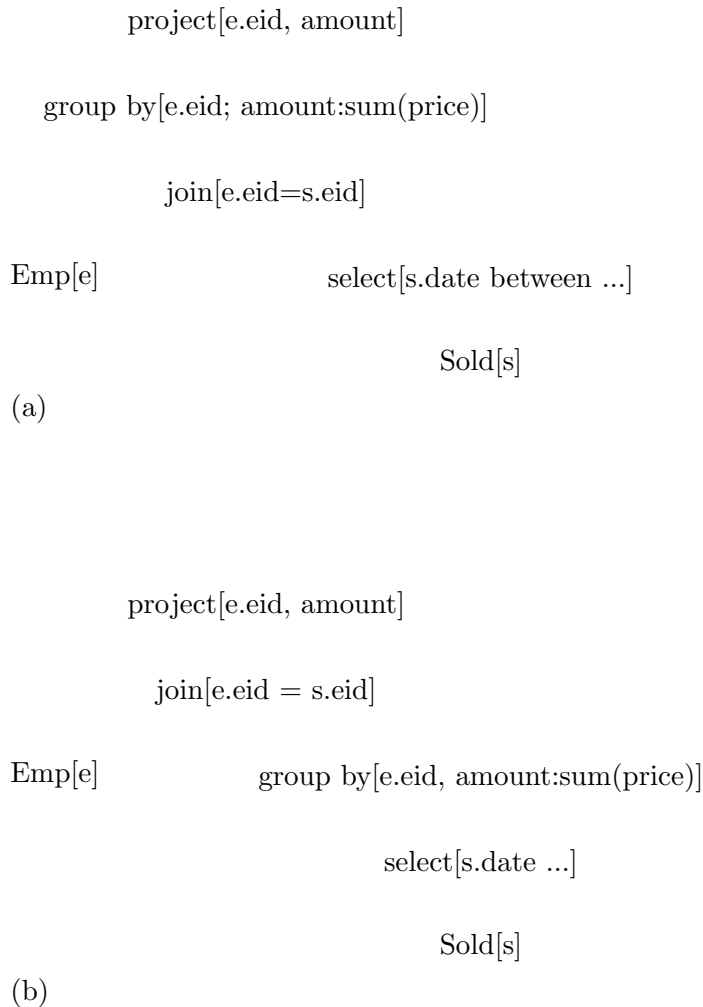 project[e.eid, amount]
group by[e.eid; amount:sum(price)]
join[e.eid=s.eid]
Emp[e] select[s.date between ...]
Sold[s]
(a)
project[e.eid, amount]
join[e.eid = s.eid]
Emp[e] group by[e.eid, amount:sum(price)]
select[s.date ...]
Sold[s]
(b)